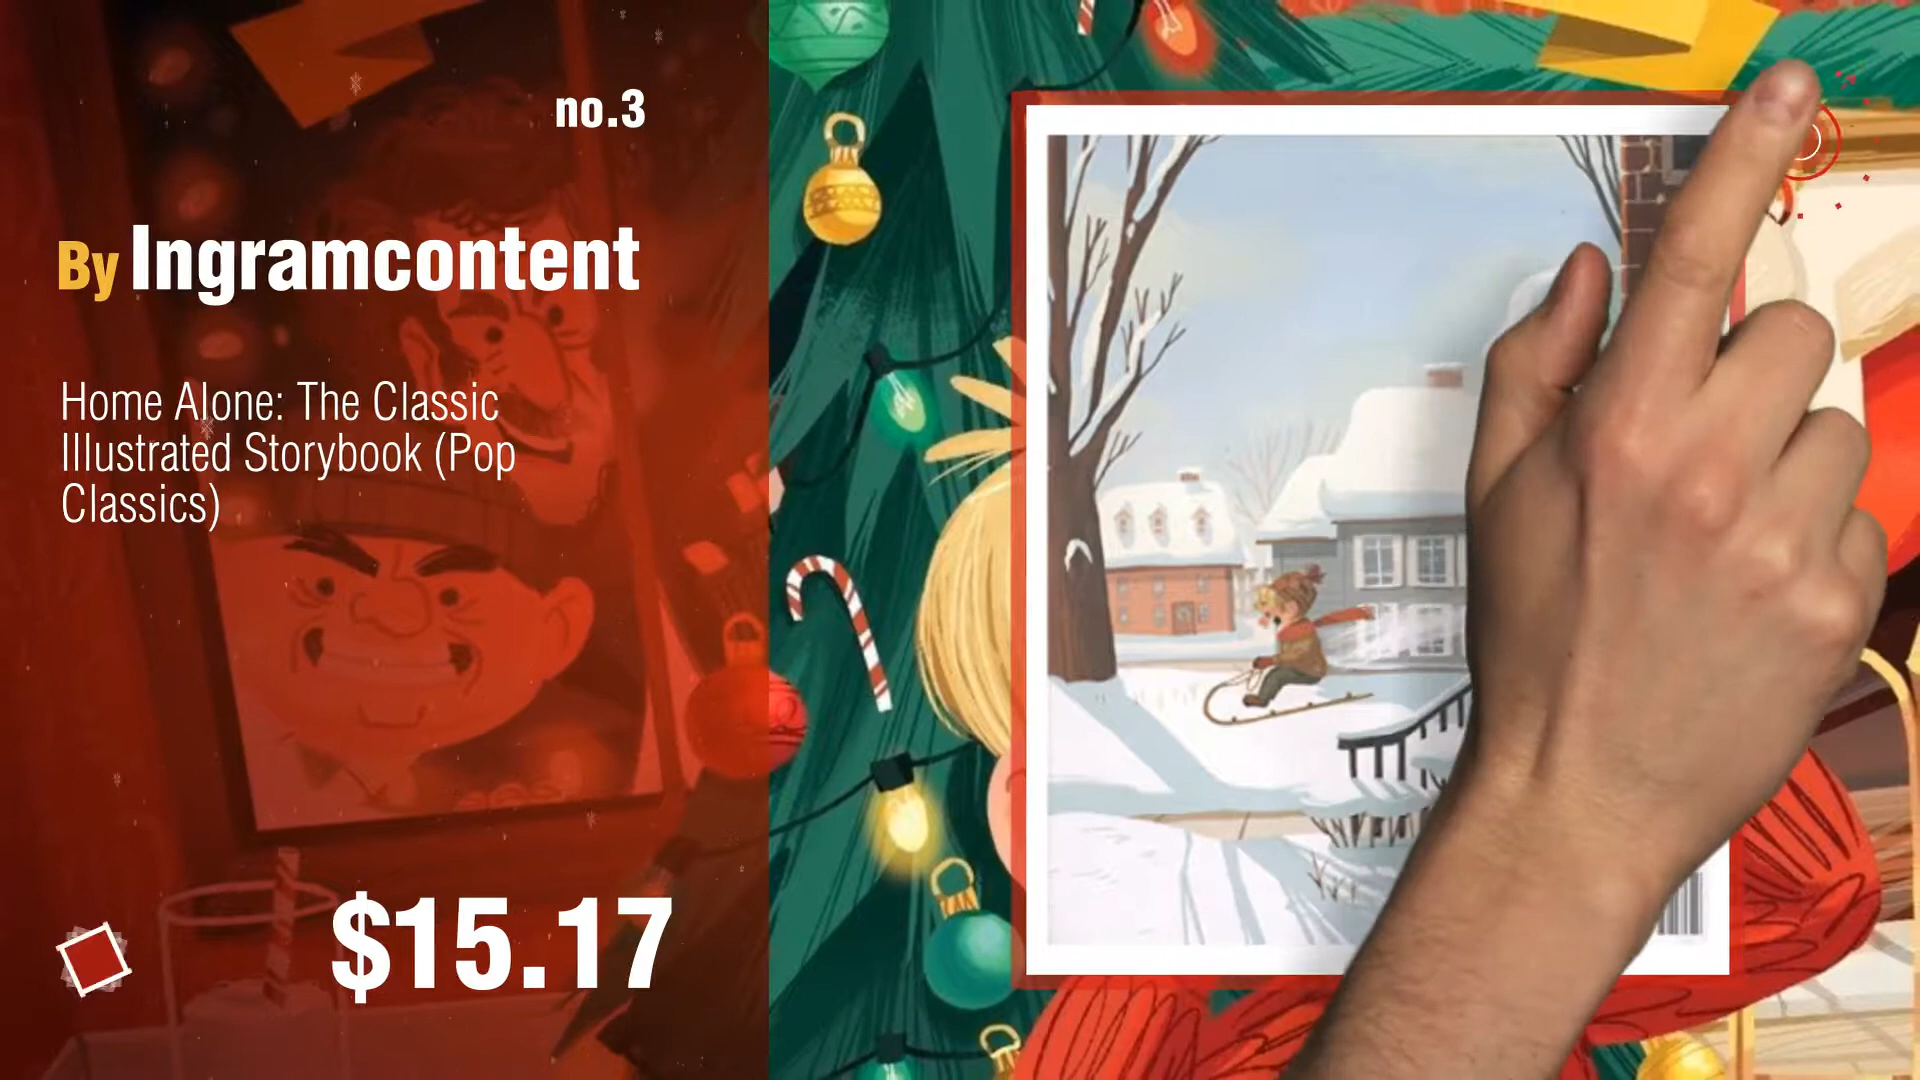 no.3
By Ingramcontent
Home Alone: The Classic
Illustrated Storybook (Pop
Classics)
$15.17